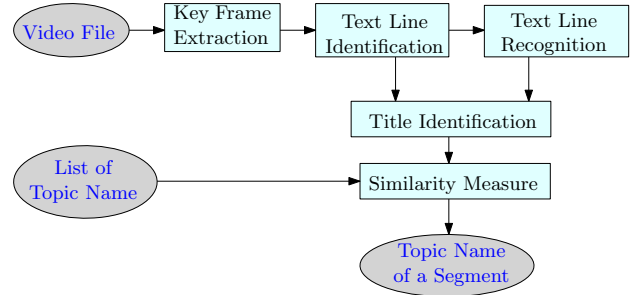 Video File
Key Frame
Extraction
Text Line
Identification
Text Line
Recognition
Title Identification
List of
Topic Name
Similarity Measure
Topic Name
of a Segment